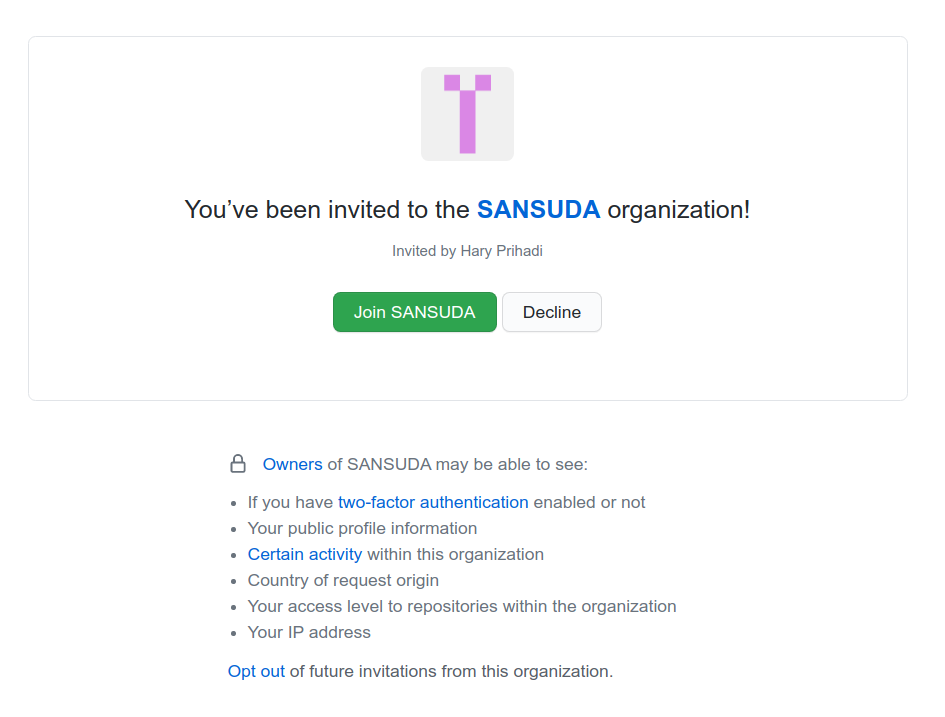 You’ve been invited to the SANSUDA organization!
Invited by Hary Prihadi
Join SANSUDA Decline
Owners of SANSUDA may be able to see:
If you have two-factor authentication enabled or not
Your public profile information
Certain activity within this organization
Country of request origin
Your access level to repositories within the organization
Your IP address
Opt out of future invitations from this organization.